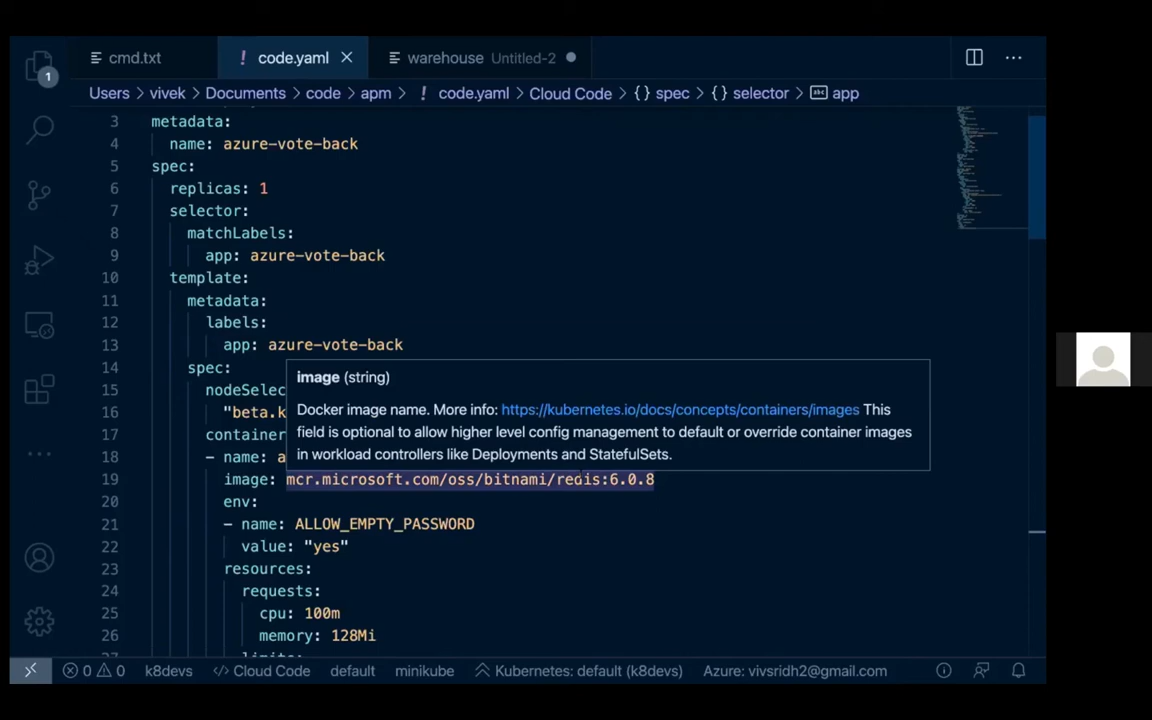 cmd.txt
! code.yaml
warehouse Untitled-2
1
Users > vivek > Documents > code > apm > ! code.yaml > Cloud Code > {} spec > {} selector > abc app
3 metadata:
4 name: azure-vote-back
5 spec:
6 replicas: 1
7 selector:
8 matchLabels:
9 app: azure-vote-back
10 template:
11 metadata:
12 labels:
13 app: azure-vote-back
14 spec:
15 nodeSelec
16 "beta.k
17 container
18 - name: a
image (string)
Docker image name. More info: https://kubernetes.io/docs/concepts/containers/images This
field is optional to allow higher level config management to default or override container images
in workload controllers like Deployments and StatefulSets.
19 image: mcr.microsoft.com/oss/bitnami/redis:6.0.8
20 env:
21 - name: ALLOW_EMPTY_PASSWORD
22 value: "yes"
23 resources:
24 requests:
25 cpu: 100m
26 memory: 128Mi
27 limits:
0 0 k8devs </> Cloud Code default minikube Kubernetes: default (k8devs) Azure: vivsridh2@gmail.com